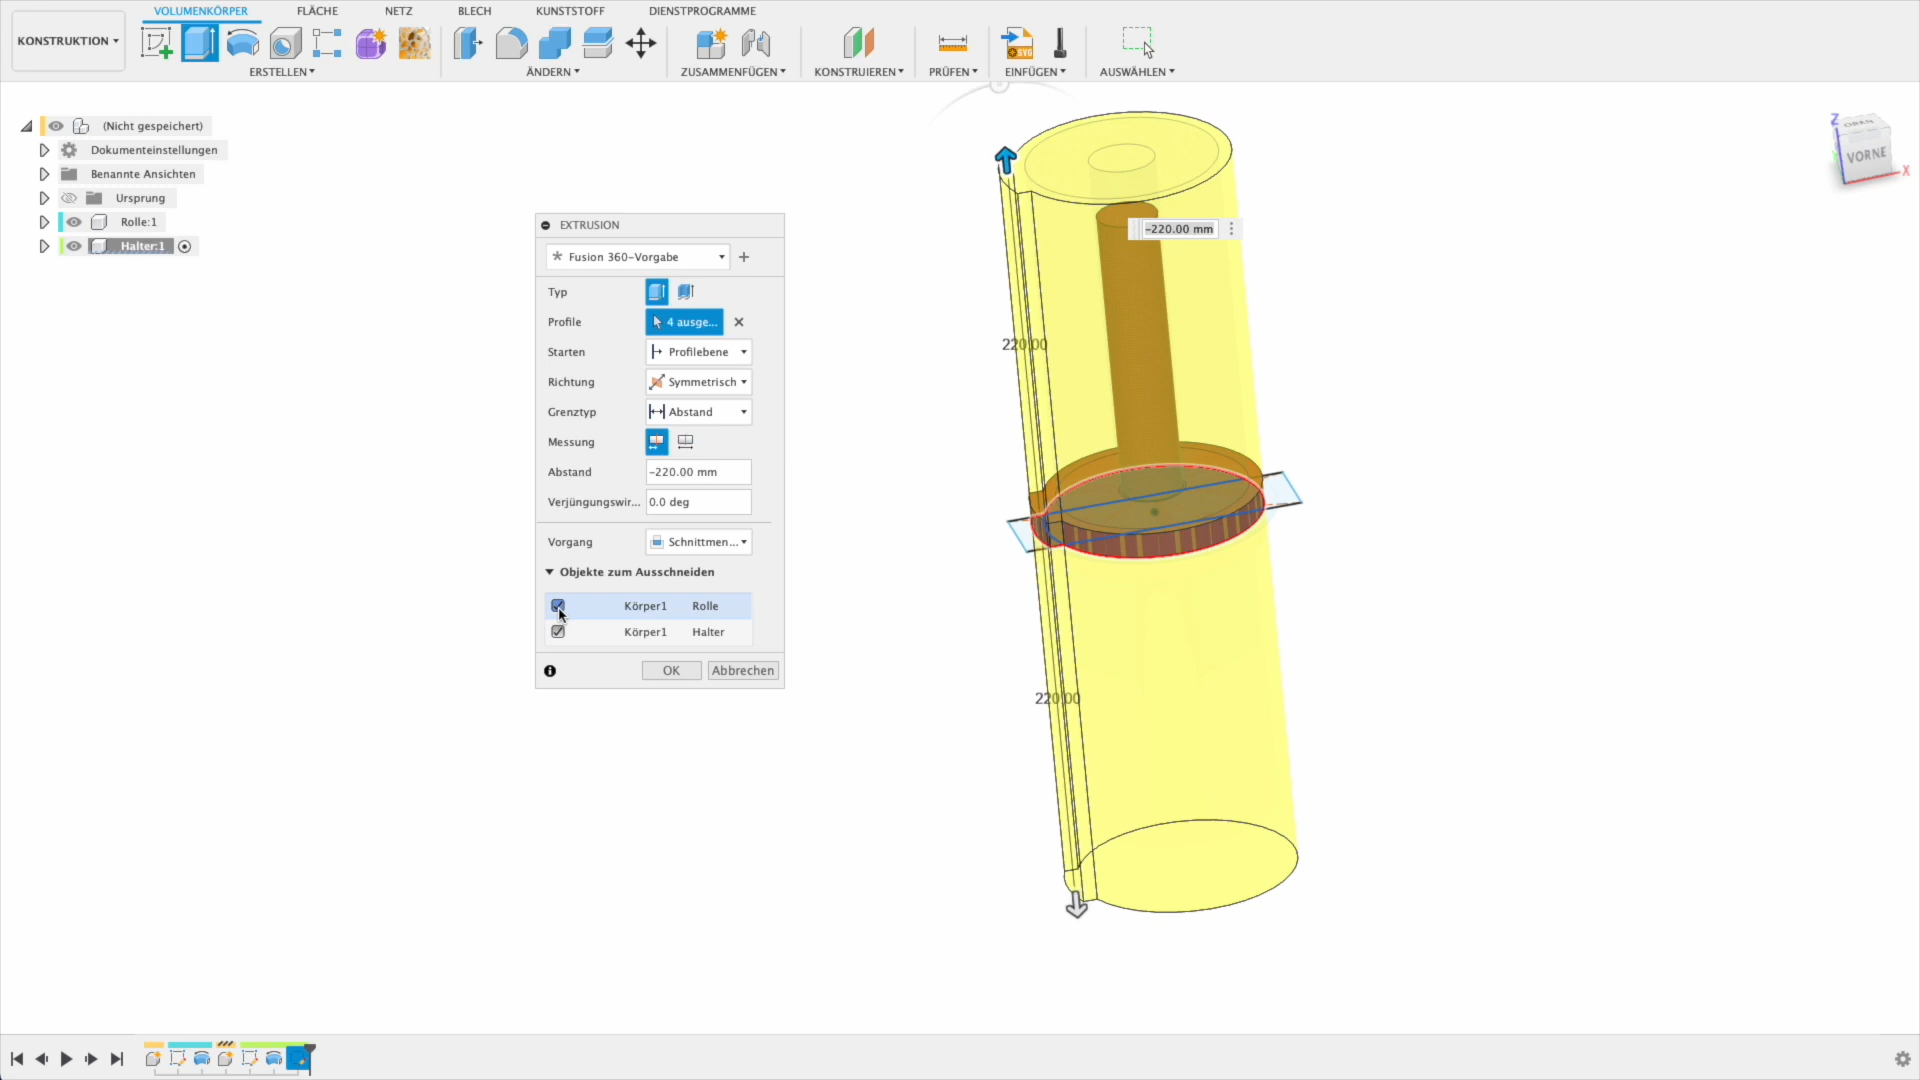 VOLUMENKÖRPER FLÄCHE NETZ BLECH KUNSTSTOFF DIENSTPROGRAMME
KONSTRUKTION
ERSTELLEN ÄNDERN ZUSAMMENFÜGEN KONSTRUIEREN PRÜFEN EINFÜGEN AUSWÄHLEN
SVG
(Nicht gespeichert)
Dokumenteinstellungen
Benannte Ansichten
Ursprung
Rolle:1
Halter:1
EXTRUSION
Fusion 360-Vorgabe
Typ
Profile 4 ausge...
Starten Profilebene
Richtung Symmetrisch
Grenztyp Abstand
Messung
Abstand -220.00 mm
Verjüngungswir... 0.0 deg
Vorgang Schnittmen...
Objekte zum Ausschneiden
Körper1 Rolle
Körper1 Halter
OK Abbrechen
-220.00 mm
220.00
220.00
Z
OBEN
VORNE
X